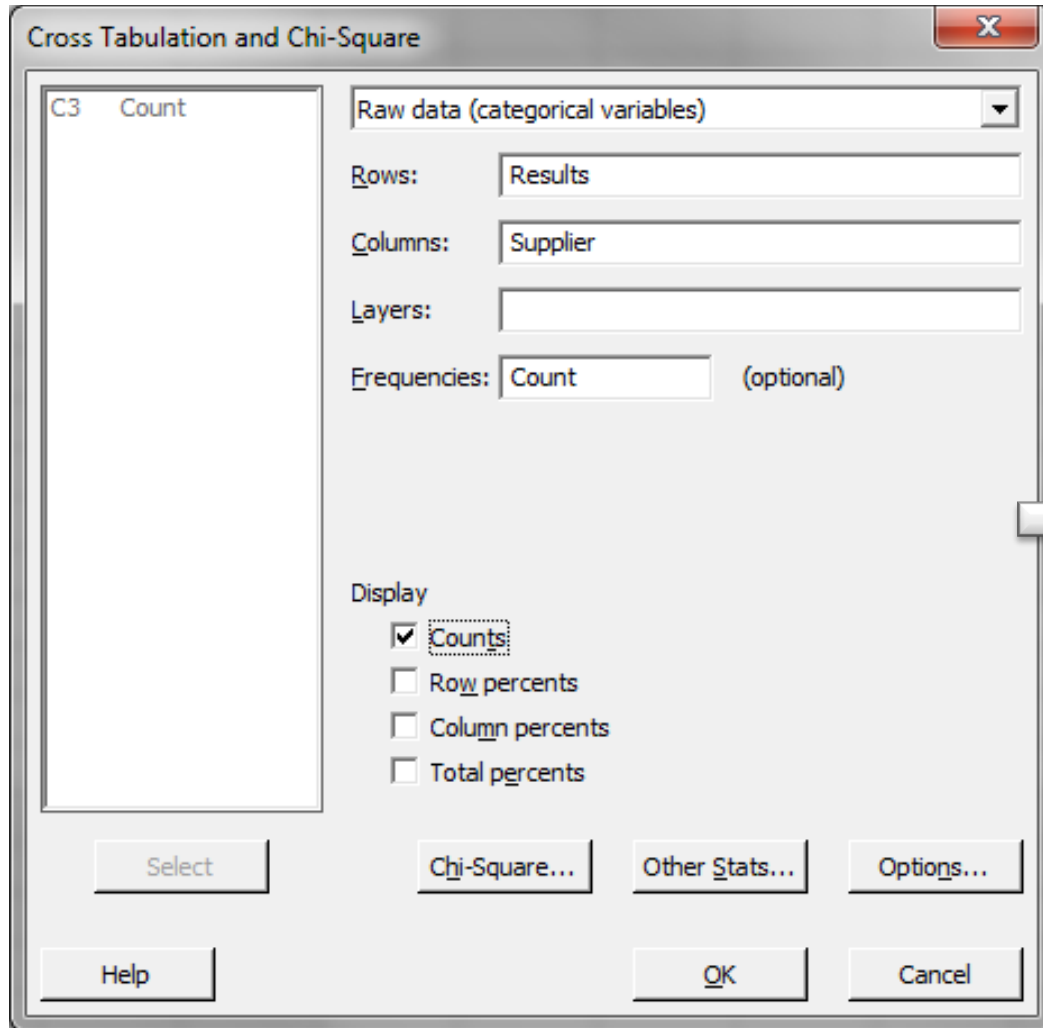 Cross Tabulation and Chi-Square
C3 Count
Raw data (categorical variables)
Rows: Results
Columns: Supplier
Layers:
Frequencies: Count (optional)
Display
Counts
Row percents
Column percents
Total percents
Select Chi-Square... Other Stats... Options...
Help OK Cancel